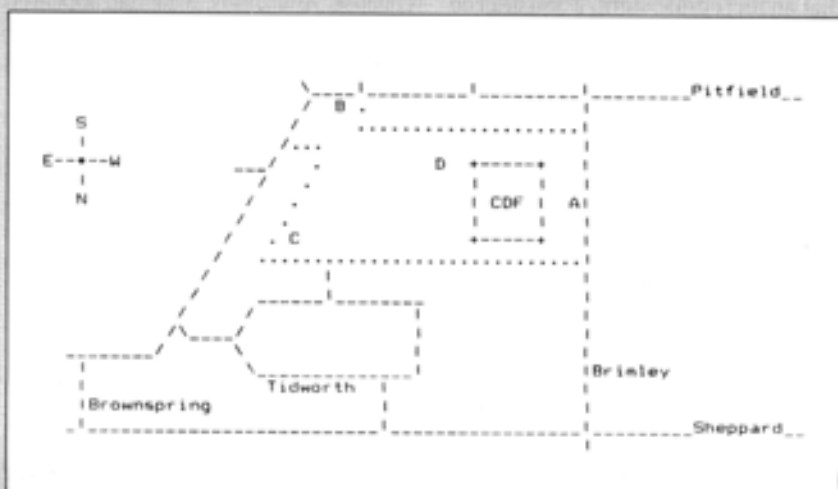 Pitfield
B
S
E W
D
N
CDF A
C
Brimley
Tidworth
Brownspring
Sheppard